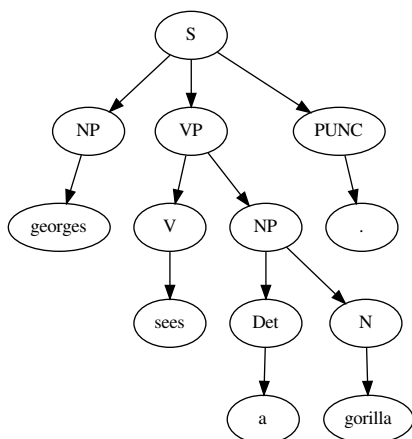 S
NP VP PUNC
georges V NP .
sees Det N
a gorilla